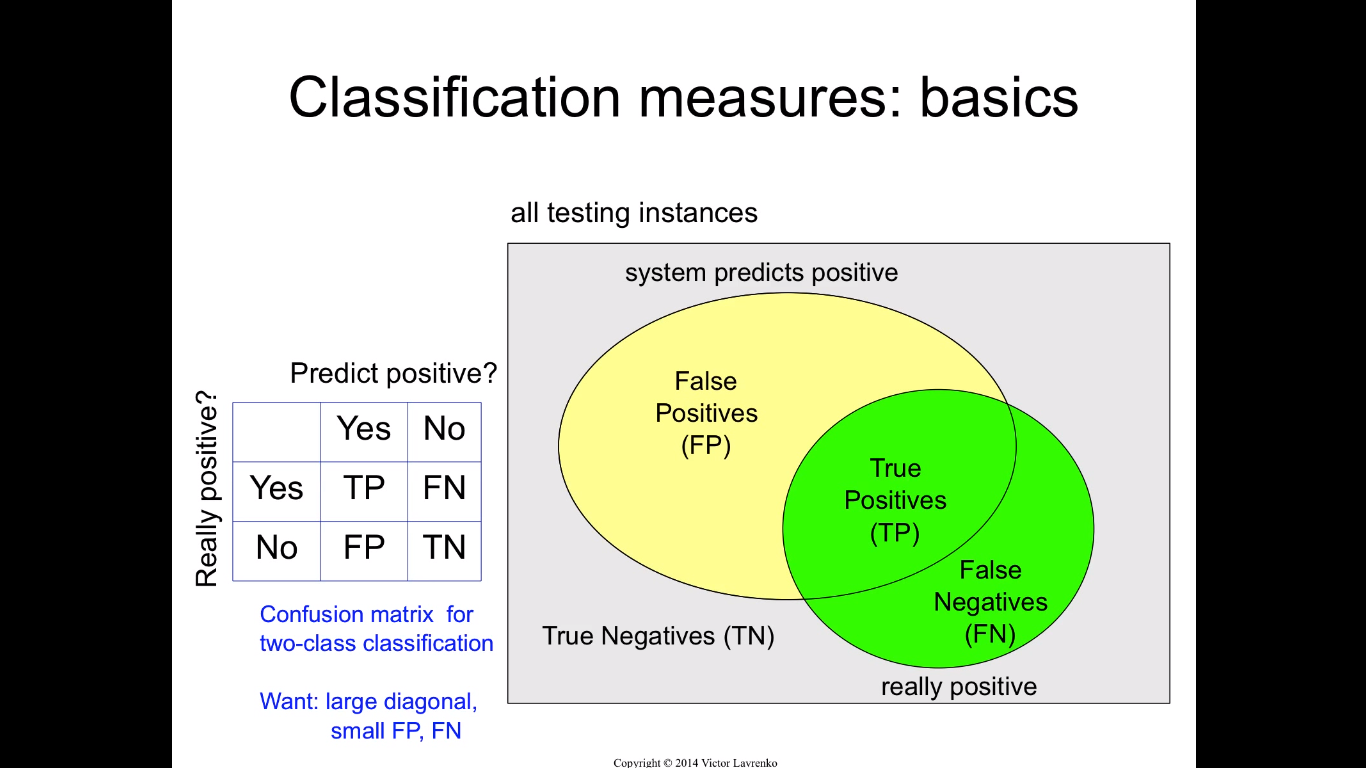 Classification measures: basics
all testing instances
system predicts positive
Predict positive?
Really positive?
Yes No
Yes TP FN
No FP TN
Confusion matrix for
two-class classification
Want: large diagonal,
small FP, FN
False
Positives
(FP)
True
Positives
(TP)
False
Negatives
(FN)
True Negatives (TN)
really positive
Copyright © 2014 Victor Lavrenko